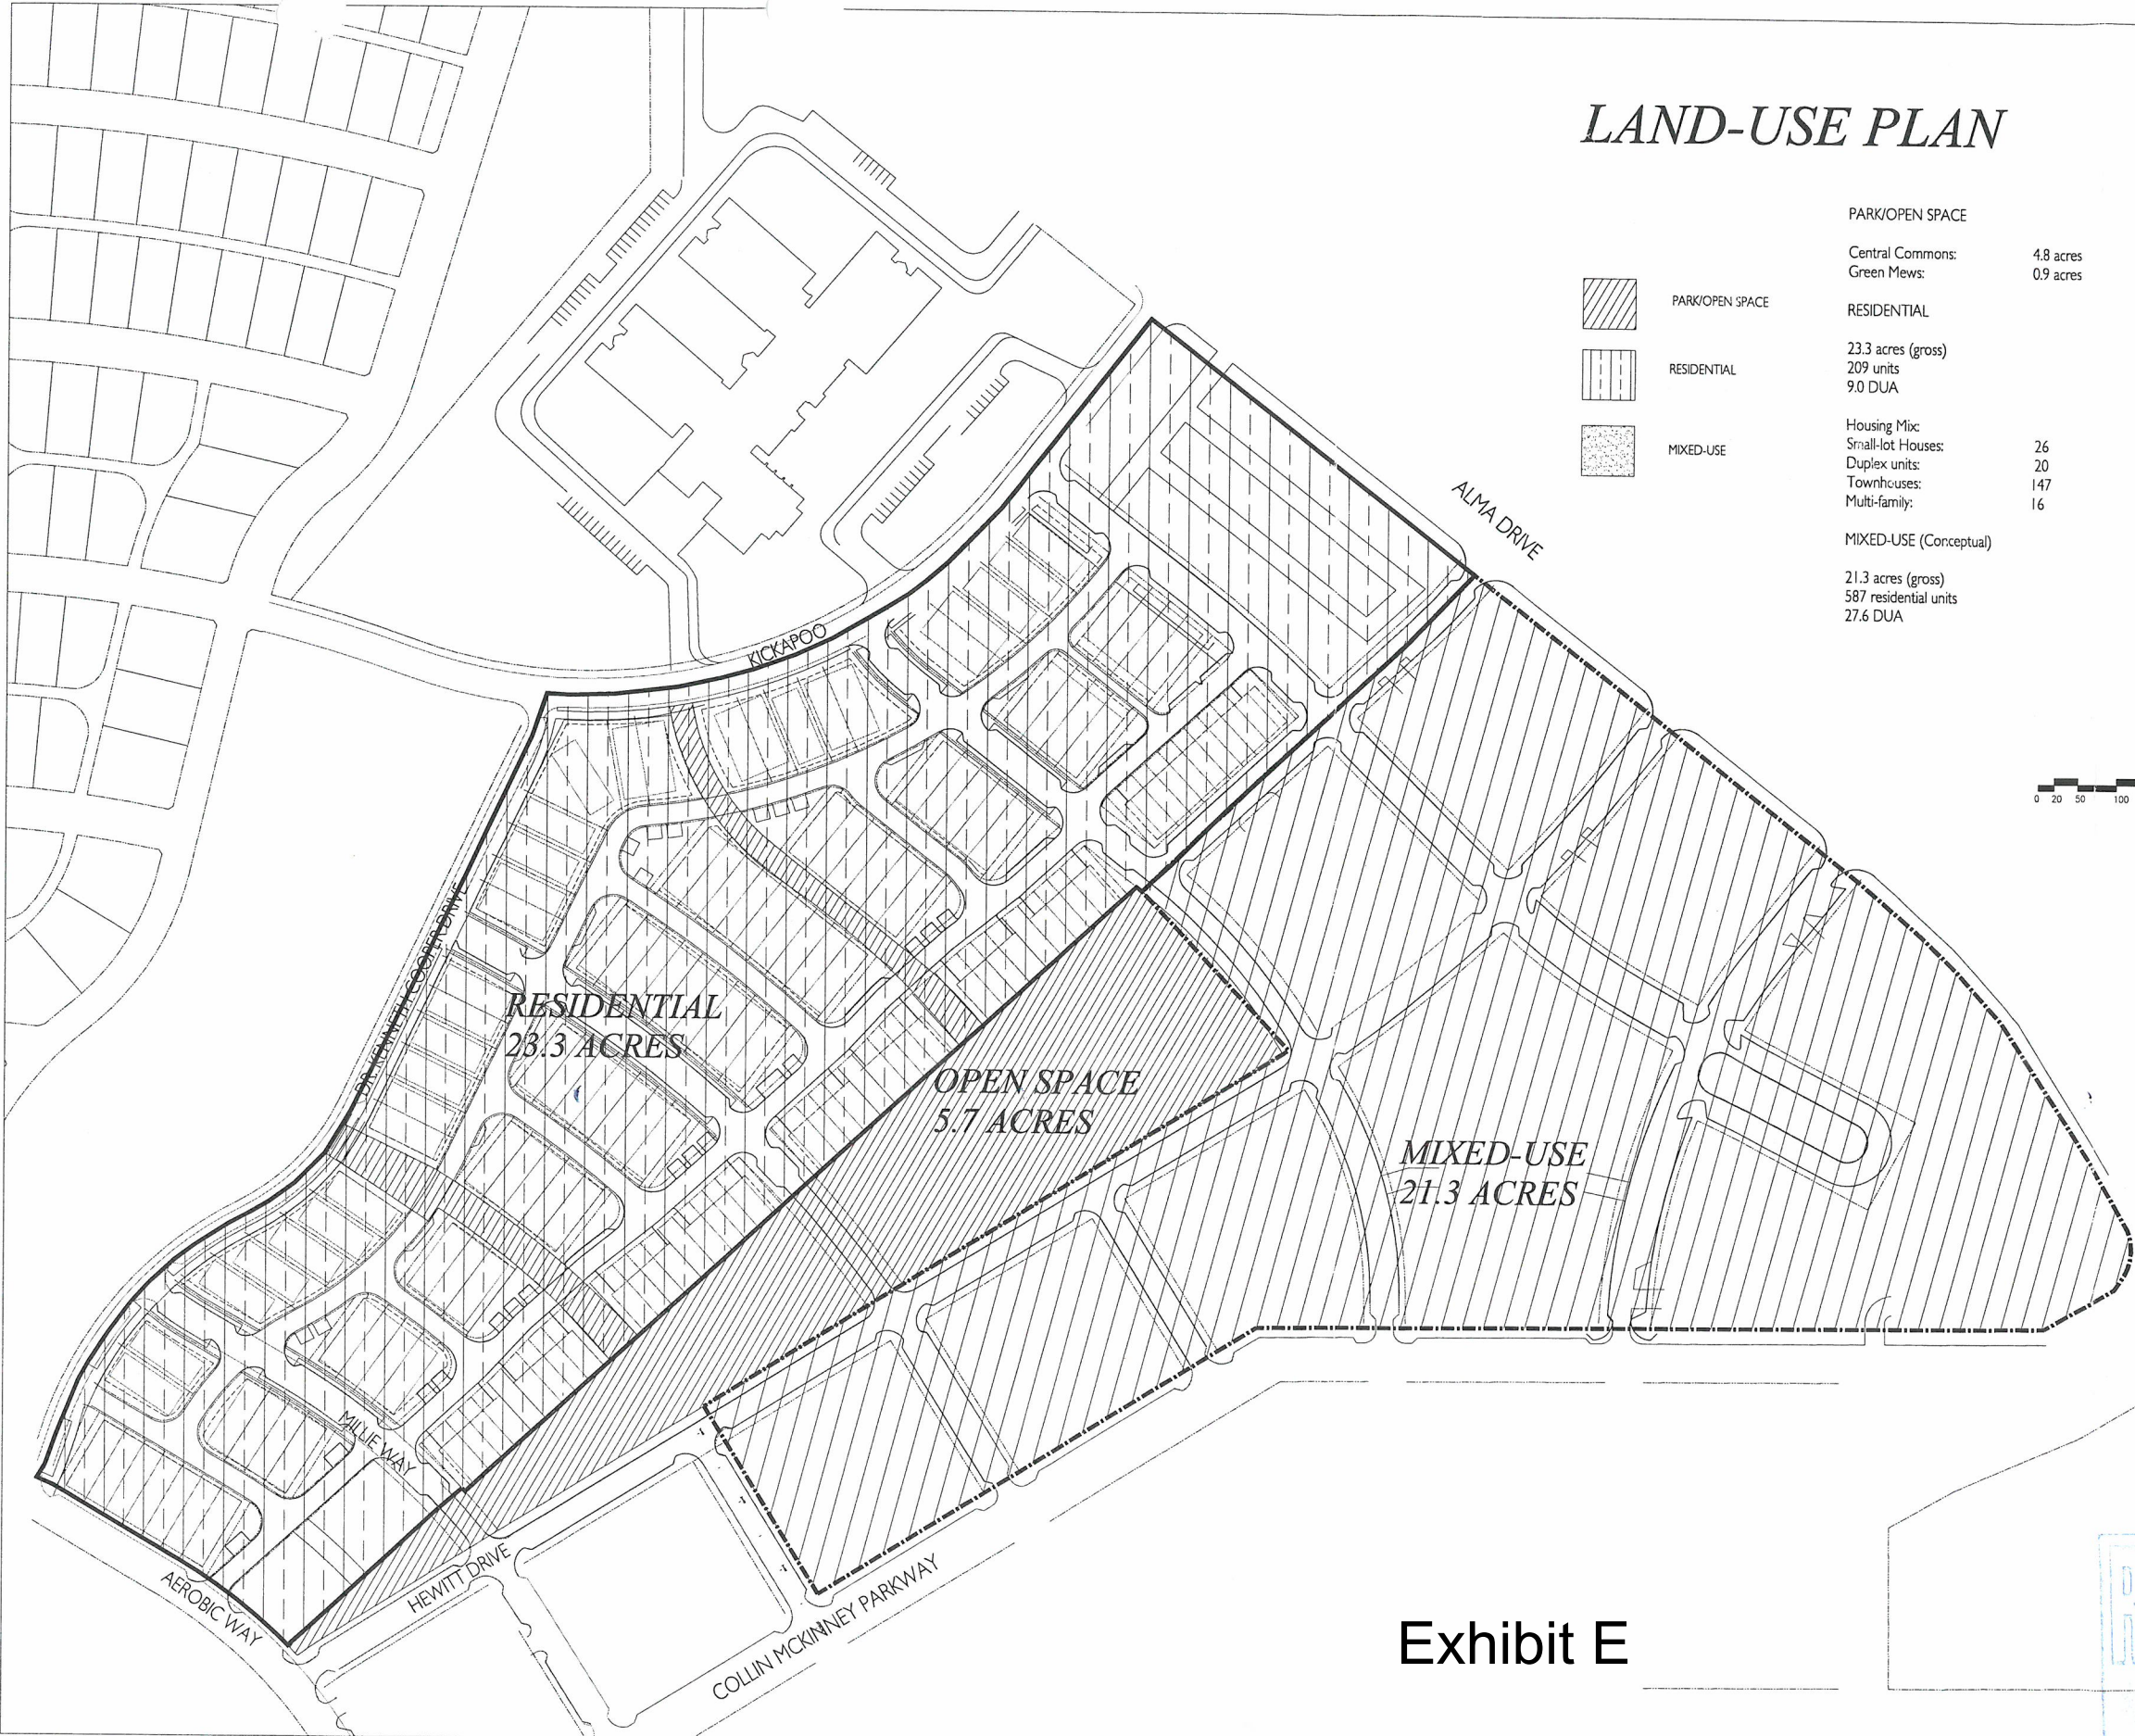 LAND-USE PLAN
PARK/OPEN SPACE
Central Commons: 4.8 acres
Green Mews: 0.9 acres
PARK/OPEN SPACE
RESIDENTIAL
23.3 acres (gross)
RESIDENTIAL
209 units
9.0 DUA
Housing Mix:
Small-lot Houses: 26
MIXED-USE
Duplex units: 20
Townhouses: 147
Multi-family: 16
MIXED-USE (Conceptual)
21.3 acres (gross)
587 residential units
27.6 DUA
ALMA DRIVE
KICKAPOO
0 20 50 100
DR. KENNETH COOPER DRIVE
RESIDENTIAL
23.3 ACRES
OPEN SPACE
5.7 ACRES
MIXED-USE
21.3 ACRES
MILLIE WAY
HEWITT DRIVE
AEROBIC WAY
COLLIN MCKINNEY PARKWAY
Exhibit E